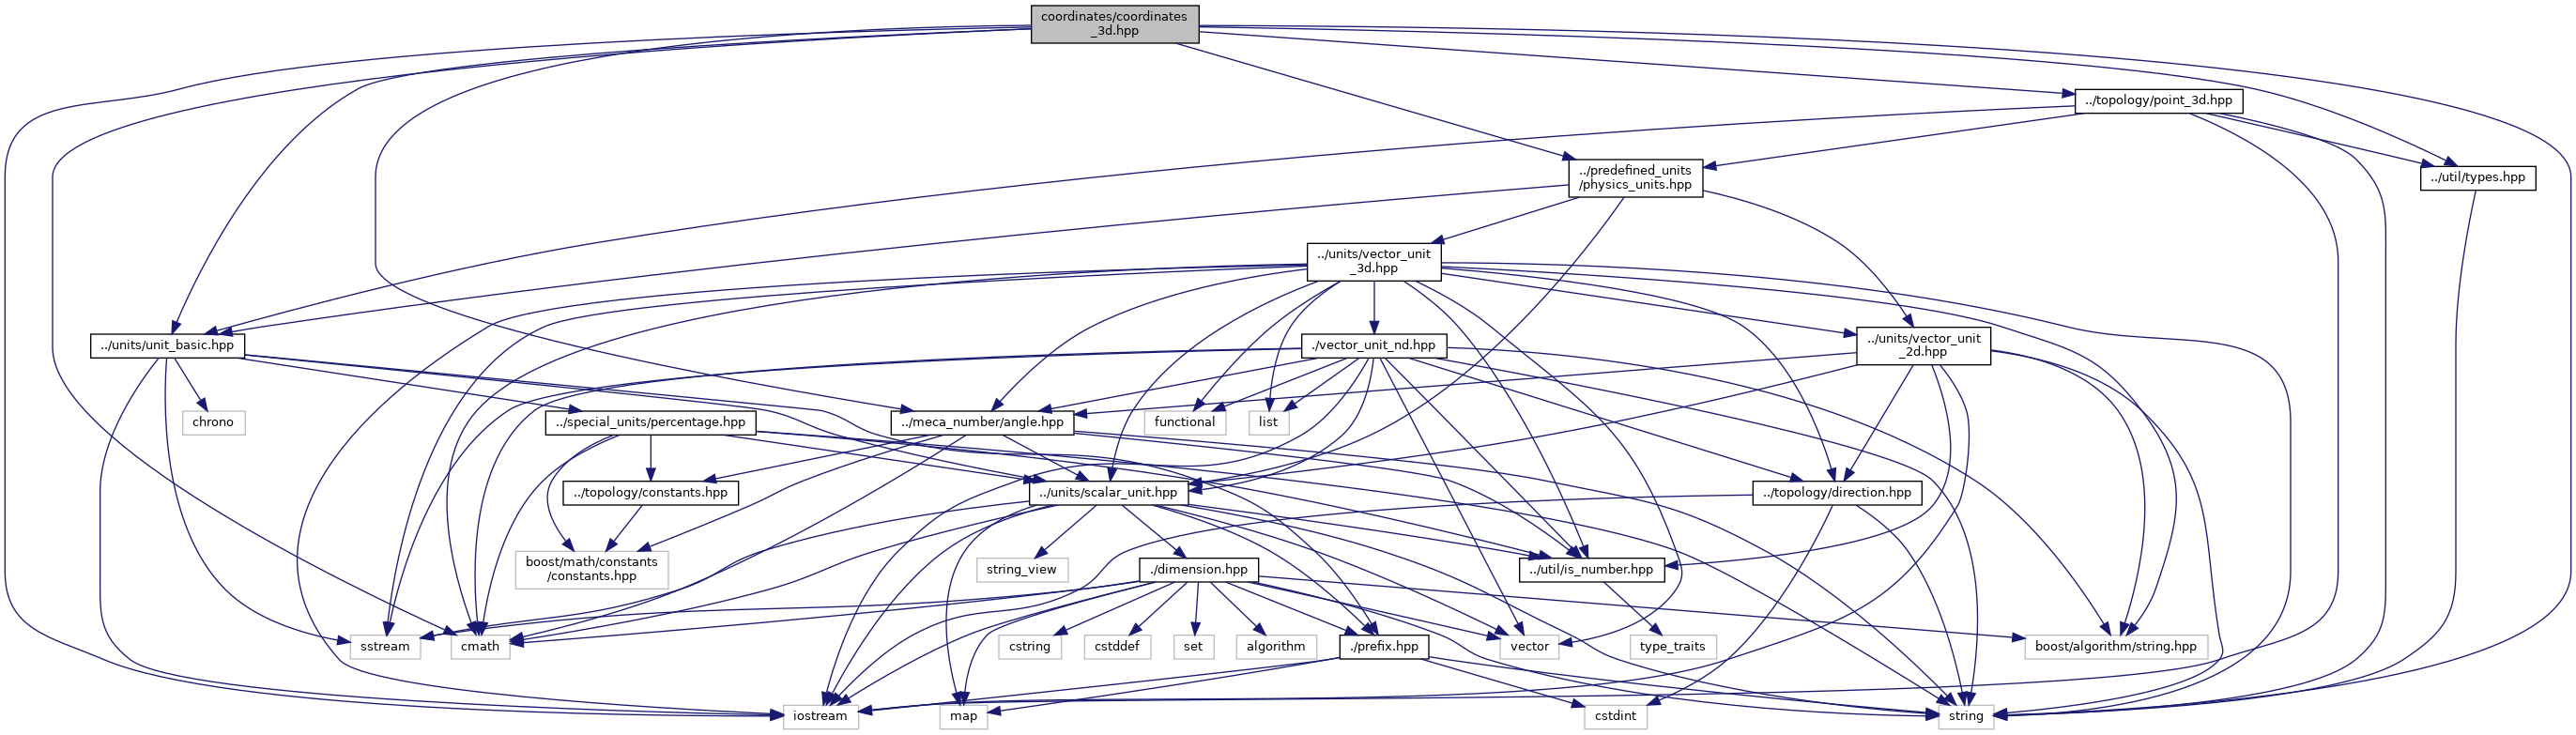 coordinates/coordinates
_3d.hpp
../topology/point_3d.hpp
../predefined_units
/physics_units.hpp
../util/types.hpp
../units/vector_unit
_3d.hpp
../units/unit_basic.hpp
./vector_unit_nd.hpp
../units/vector_unit
_2d.hpp
chrono
../special_units/percentage.hpp
../meca_number/angle.hpp
functional
list
../topology/constants.hpp
../units/scalar_unit.hpp
../topology/direction.hpp
boost/math/constants
/constants.hpp
string_view
./dimension.hpp
../util/is_number.hpp
sstream
cmath
cstring
cstddef
set
algorithm
./prefix.hpp
vector
type_traits
boost/algorithm/string.hpp
iostream
map
cstdint
string